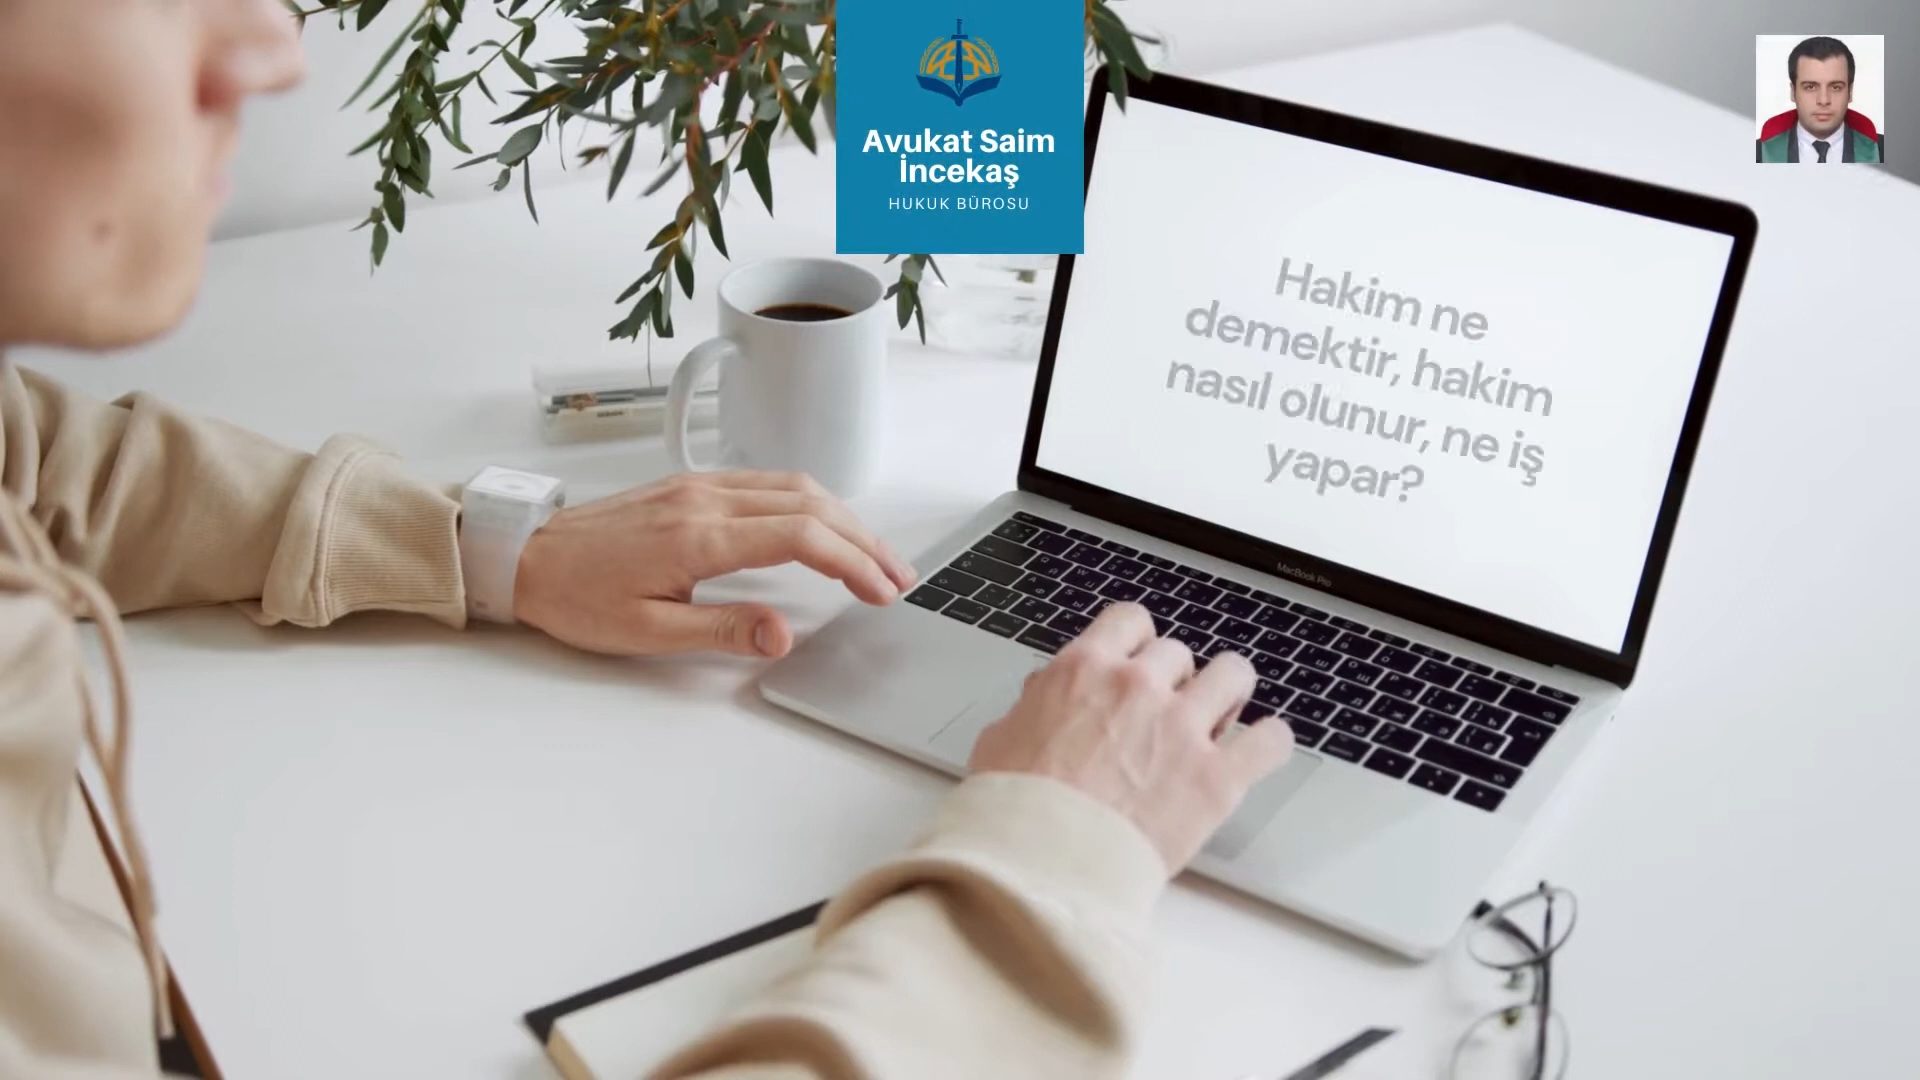 Avukat Saim
İncekaş
HUKUK BÜROSU
Hakim ne
demektir, hakim
nasıl olunur, ne iş
yapar?
MacBook Pro